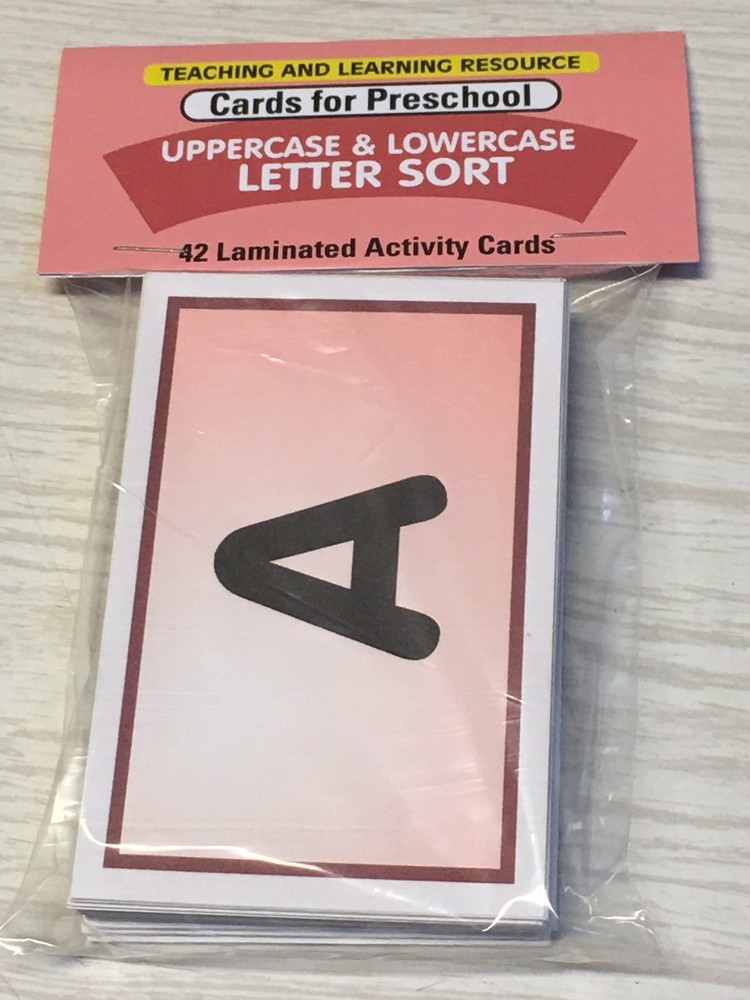 TEACHING AND LEARNING RESOURCE
Cards for Preschool
UPPERCASE & LOWERCASE
LETTER SORT
42 Laminated Activity Cards
A